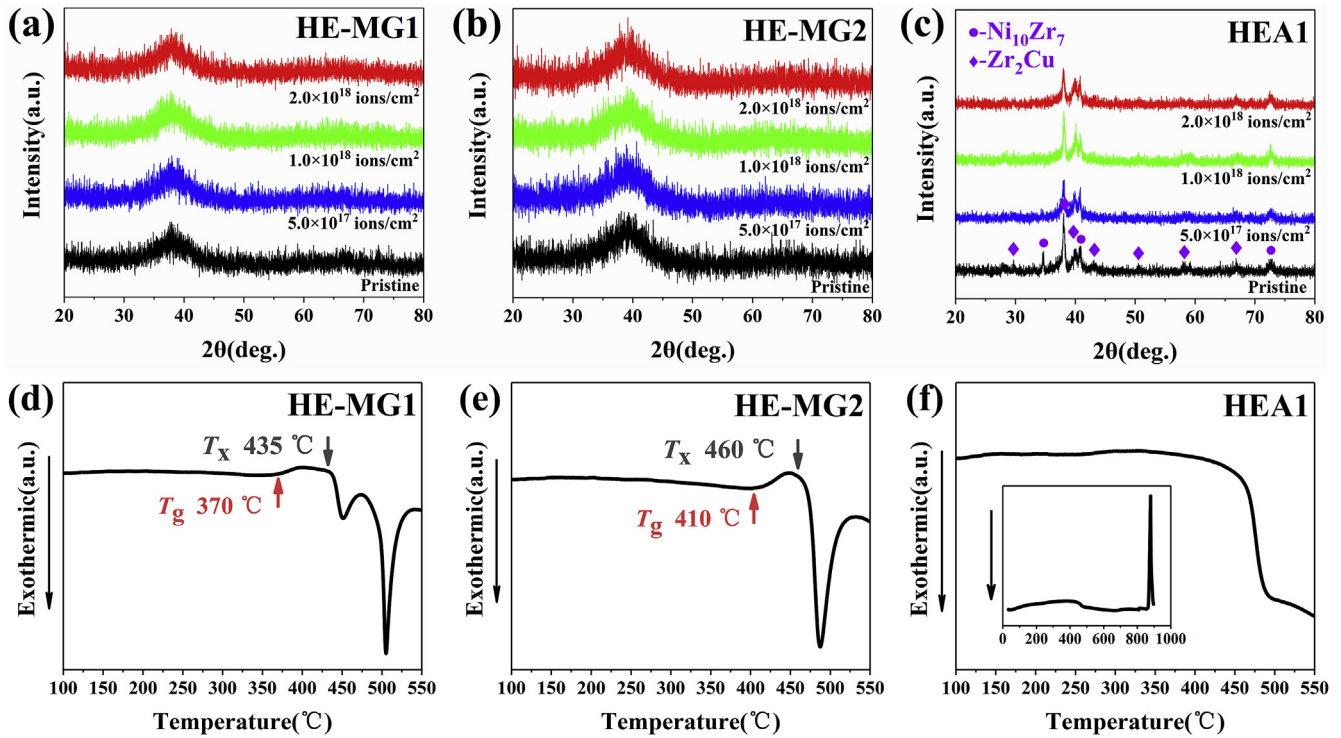 (a)
HE-MG1
2.0×10¹⁸ ions/cm²
1.0×10¹⁸ ions/cm²
5.0×10¹⁷ ions/cm²
Pristine
Intensity(a.u.)
20 30 40 50 60 70 80
2θ(deg.)
(b)
HE-MG2
2.0×10¹⁸ ions/cm²
1.0×10¹⁸ ions/cm²
5.0×10¹⁷ ions/cm²
Pristine
Intensity(a.u.)
20 30 40 50 60 70 80
2θ(deg.)
(c)
HEA1
●-Ni₁₀Zr₇
◆-Zr₂Cu
2.0×10¹⁸ ions/cm²
1.0×10¹⁸ ions/cm²
5.0×10¹⁷ ions/cm²
Pristine
Intensity(a.u.)
20 30 40 50 60 70 80
2θ(deg.)
(d)
HE-MG1
Tx 435 ℃
Tg 370 ℃
Exothermic(a.u.)
100 150 200 250 300 350 400 450 500 550
Temperature(℃)
(e)
HE-MG2
Tx 460 ℃
Tg 410 ℃
Exothermic(a.u.)
100 150 200 250 300 350 400 450 500 550
Temperature(℃)
(f)
HEA1
0 200 400 600 800 1000
Exothermic(a.u.)
100 150 200 250 300 350 400 450 500 550
Temperature(℃)